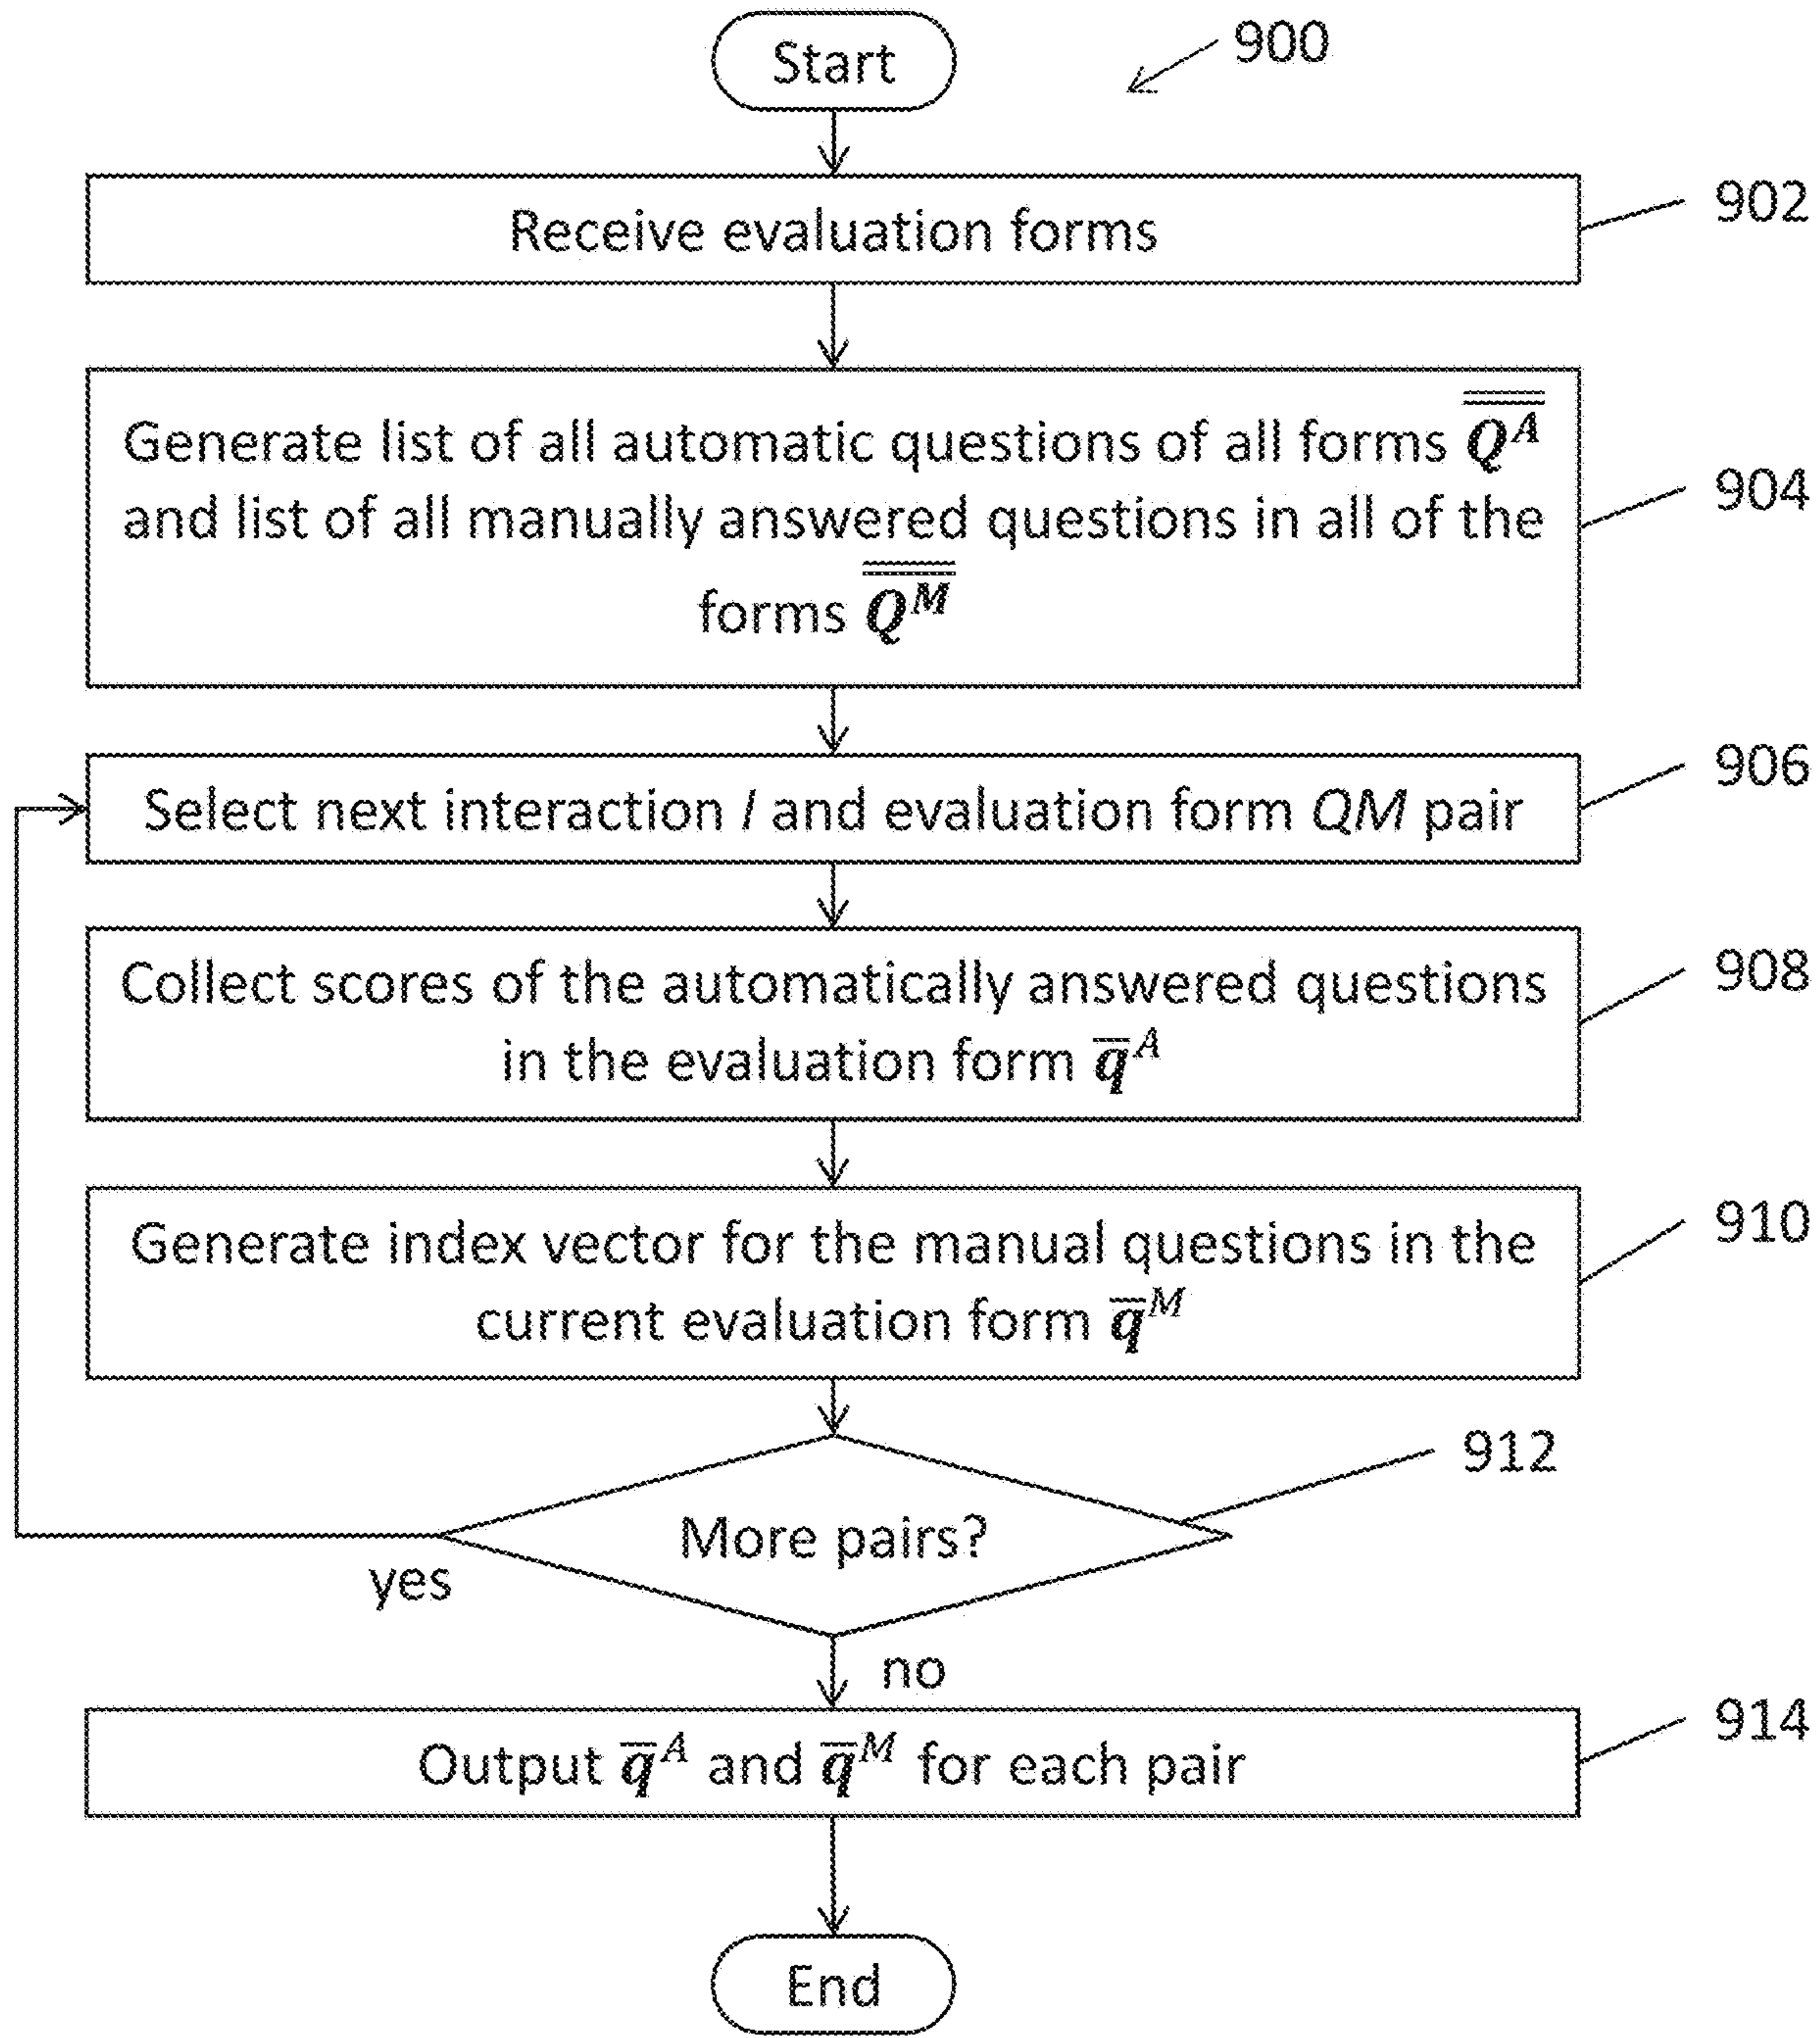 Start
900
Receive evaluation forms
902
Generate list of all automatic questions of all forms Q̿^A
and list of all manually answered questions in all of the
forms Q̿^M
904
Select next interaction I and evaluation form QM pair
906
Collect scores of the automatically answered questions
in the evaluation form q̅^A
908
Generate index vector for the manual questions in the
current evaluation form q̅^M
910
More pairs?
912
yes
no
Output q̅^A and q̅^M for each pair
914
End